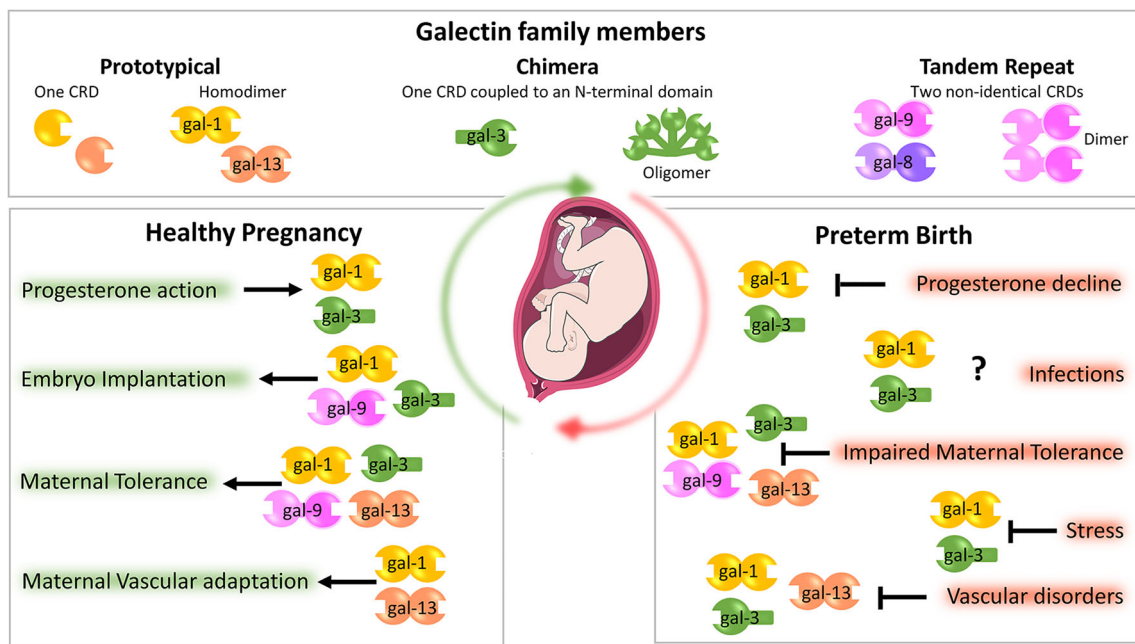 Galectin family members
Prototypical
One CRD
Homodimer
gal-1
gal-13
Chimera
One CRD coupled to an N-terminal domain
gal-3
Oligomer
Tandem Repeat
Two non-identical CRDs
gal-9
gal-8
Dimer
Healthy Pregnancy
Progesterone action
gal-1
gal-3
Embryo Implantation
gal-1
gal-9
gal-3
Maternal Tolerance
gal-1
gal-3
gal-9
gal-13
Maternal Vascular adaptation
gal-1
gal-13
Preterm Birth
gal-1
gal-3
Progesterone decline
gal-1
gal-3
?
Infections
gal-3
gal-1
gal-9
gal-13
Impaired Maternal Tolerance
gal-1
gal-3
Stress
gal-1
gal-13
gal-3
Vascular disorders